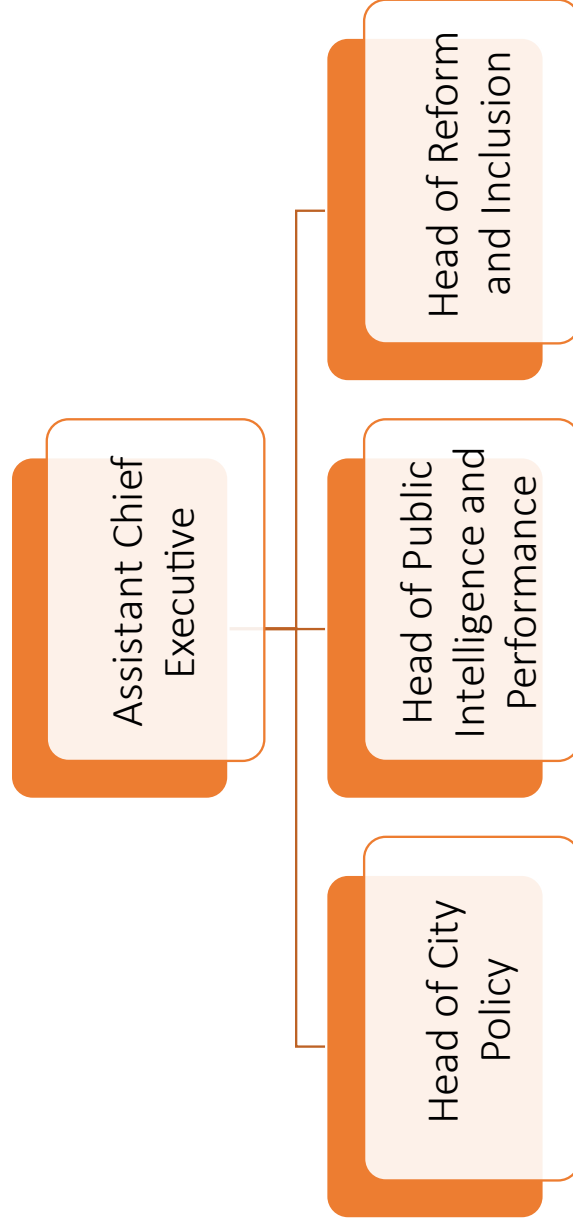 Assistant Chief
Executive
Head of City
Policy
Head of Public
Intelligence and
Performance
Head of Reform
and Inclusion